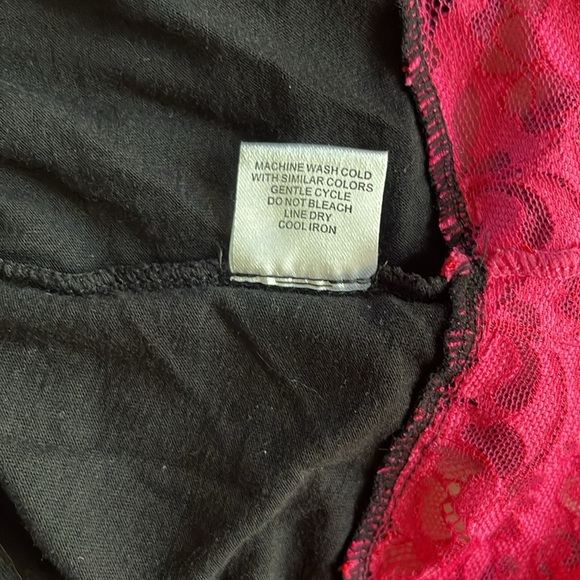 MACHINE WASH COLD
WITH SIMILAR COLORS
GENTLE CYCLE
DO NOT BLEACH
LINE DRY
COOL IRON